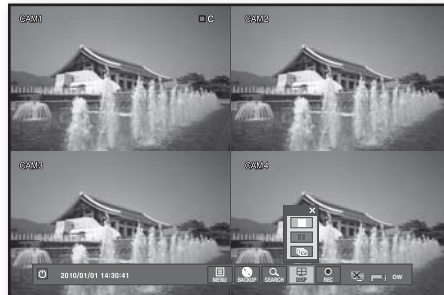 CAM1
C
CAM2
CAM3
CAM4
2010/01/01 14:30:41
MENU
BACKUP
SEARCH
DISP
REC
OW